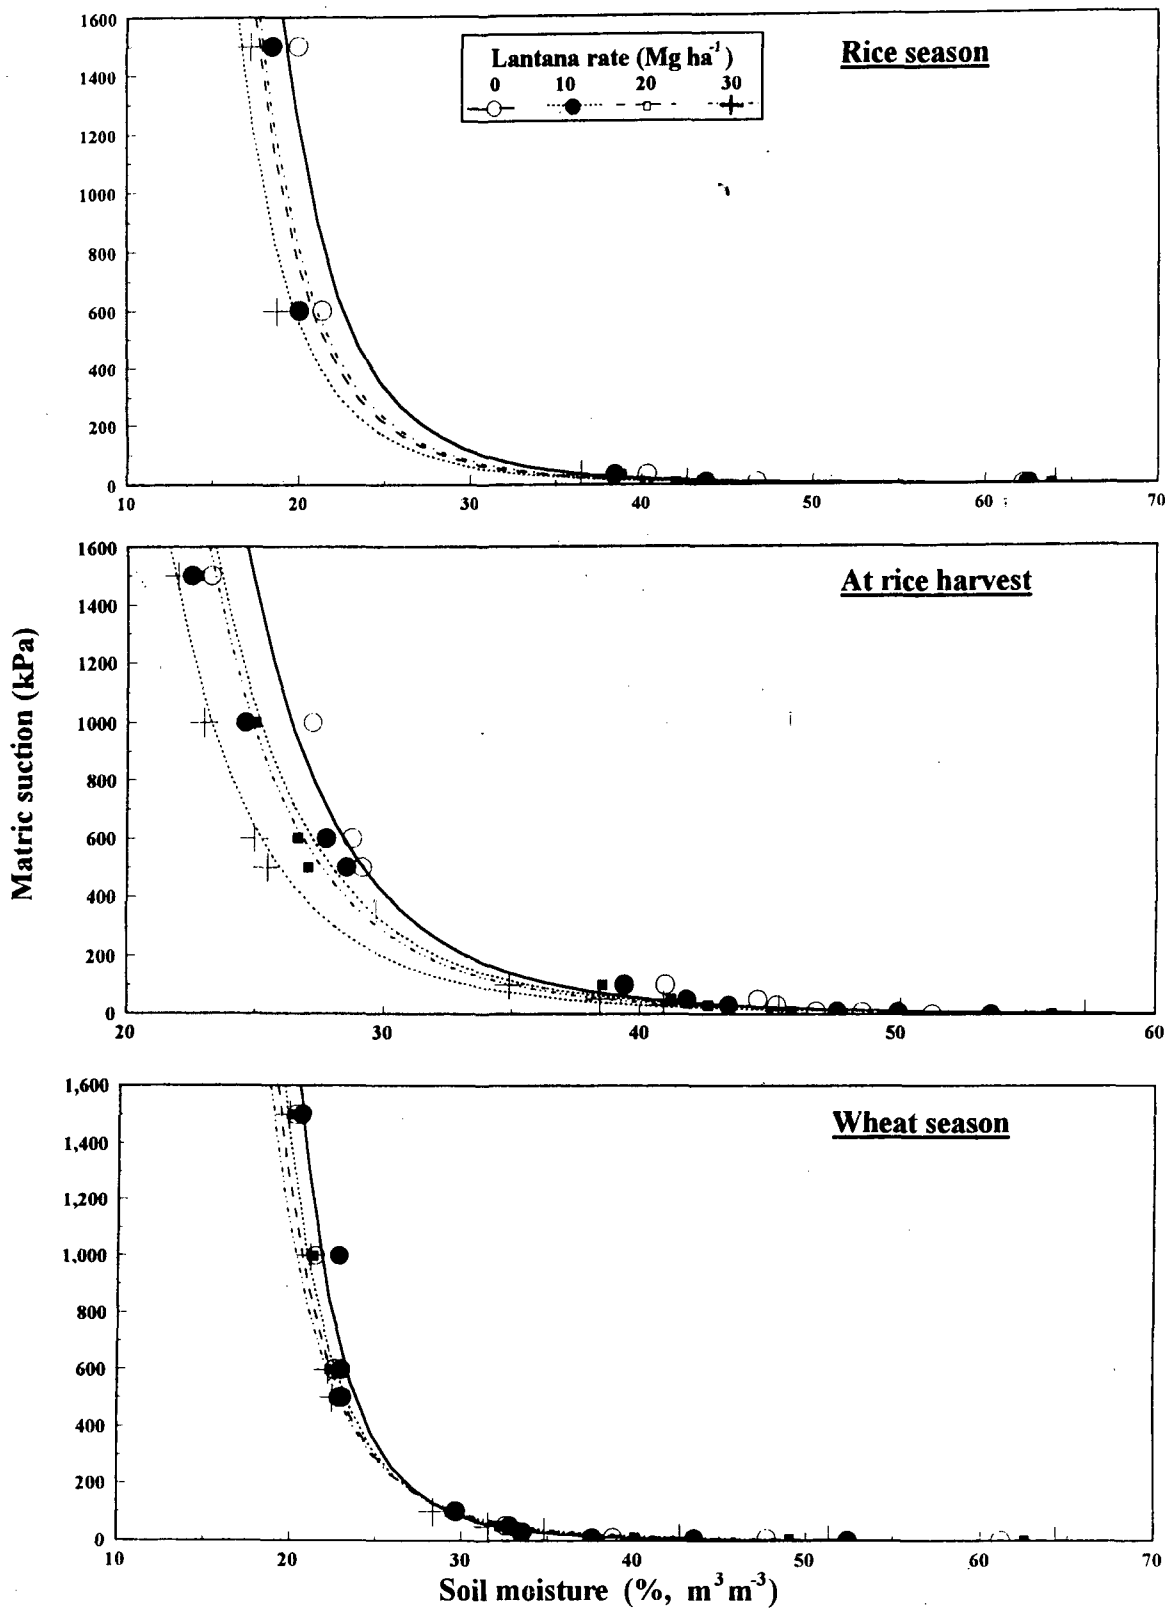 Rice season
Lantana rate (Mg ha⁻¹)
0 10 20 30
1600
1400
1200
1000
800
600
400
200
0
10 20 30 40 50 60 70
At rice harvest
Matric suction (kPa)
1600
1400
1200
1000
800
600
400
200
0
20 30 40 50 60
Wheat season
1,600
1,400
1,200
1,000
800
600
400
200
0
10 20 30 40 50 60 70
Soil moisture (%, m³m⁻³)